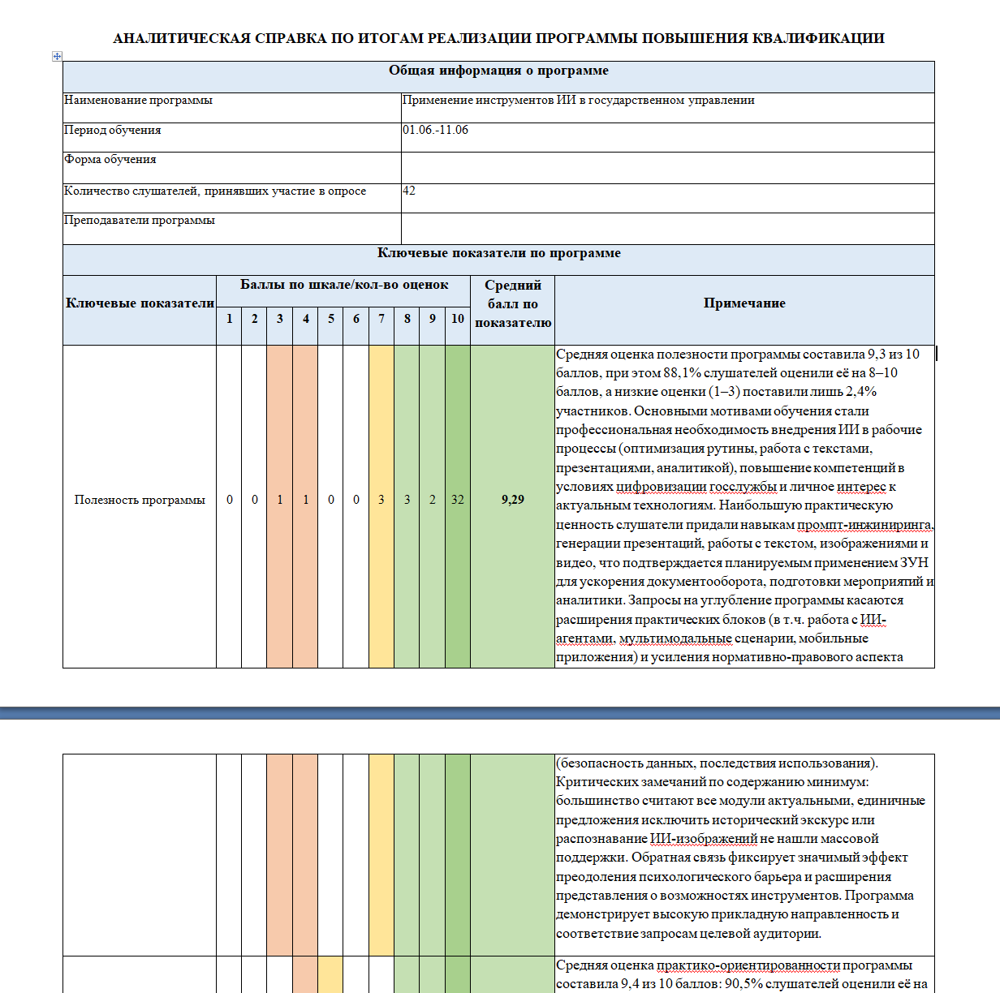 АНАЛИТИЧЕСКАЯ СПРАВКА ПО ИТОГАМ РЕАЛИЗАЦИИ ПРОГРАММЫ ПОВЫШЕНИЯ КВАЛИФИКАЦИИ
Общая информация о программе
Наименование программы
Применение инструментов ИИ в государственном управлении
Период обучения
01.06.-11.06
Форма обучения
Количество слушателей, принявших участие в опросе
42
Преподаватели программы
Ключевые показатели по программе
Ключевые показатели
Баллы по шкале/кол-во оценок
1 2 3 4 5 6 7 8 9 10
Средний
балл по
показателю
Примечание
Полезность программы
0 0 1 1 0 0 3 3 2 32
9,29
Средняя оценка полезности программы составила 9,3 из 10
баллов, при этом 88,1% слушателей оценили её на 8–10
баллов, а низкие оценки (1–3) поставили лишь 2,4%
участников. Основными мотивами обучения стали
профессиональная необходимость внедрения ИИ в рабочие
процессы (оптимизация рутины, работа с текстами,
презентациями, аналитикой), повышение компетенций в
условиях цифровизации госслужбы и личное интерес к
актуальным технологиям. Наибольшую практическую
ценность слушатели придали навыкам промпт-инжиниринга,
генерации презентаций, работы с текстом, изображениями и
видео, что подтверждается планируемым применением ЗУН
для ускорения документооборота, подготовки мероприятий и
аналитики. Запросы на углубление программы касаются
расширения практических блоков (в т.ч. работа с ИИ-
агентами, мультимодальные сценарии, мобильные
приложения) и усиления нормативно-правового аспекта
(безопасность данных, последствия использования).
Критических замечаний по содержанию минимум:
большинство считают все модули актуальными, единичные
предложения исключить исторический экскурс или
распознавание ИИ-изображений не нашли массовой
поддержки. Обратная связь фиксирует значимый эффект
преодоления психологического барьера и расширения
представления о возможностях инструментов. Программа
демонстрирует высокую прикладную направленность и
соответствие запросам целевой аудитории.
Средняя оценка практико-ориентированности программы
составила 9,4 из 10 баллов: 90,5% слушателей оценили её на